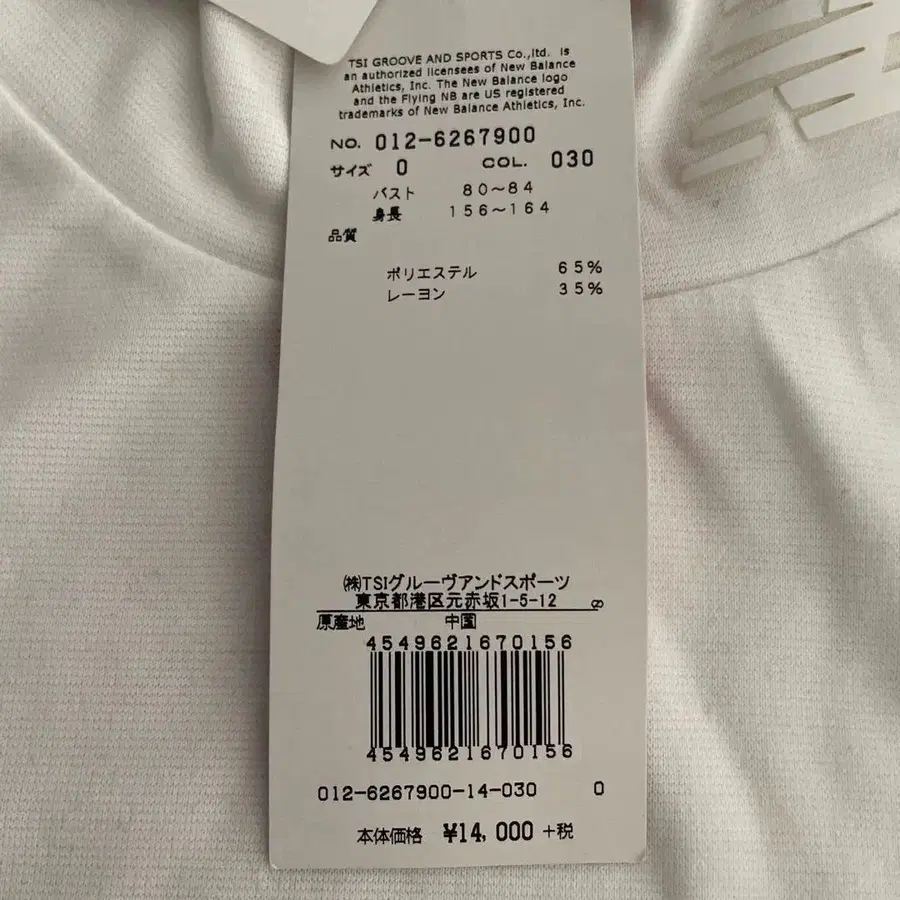 TSI GROOVE AND SPORTS Co.,ltd. is
an authorized licensees of New Balance
Athletics, Inc. The New Balance logo
and the Flying NB are US registered
trademarks of New Balance Athletics, Inc.
NO. 012-6267900
サイズ 0 COL. 030
バスト 80～84
身長 156～164
品質
ポリエステル 65%
レーヨン 35%
㈱TSIグルーヴアンドスポーツ
東京都港区元赤坂1-5-12
原産地 中国
4549621670156
4549621670156
012-6267900-14-030 0
本体価格 ¥14,000 +税